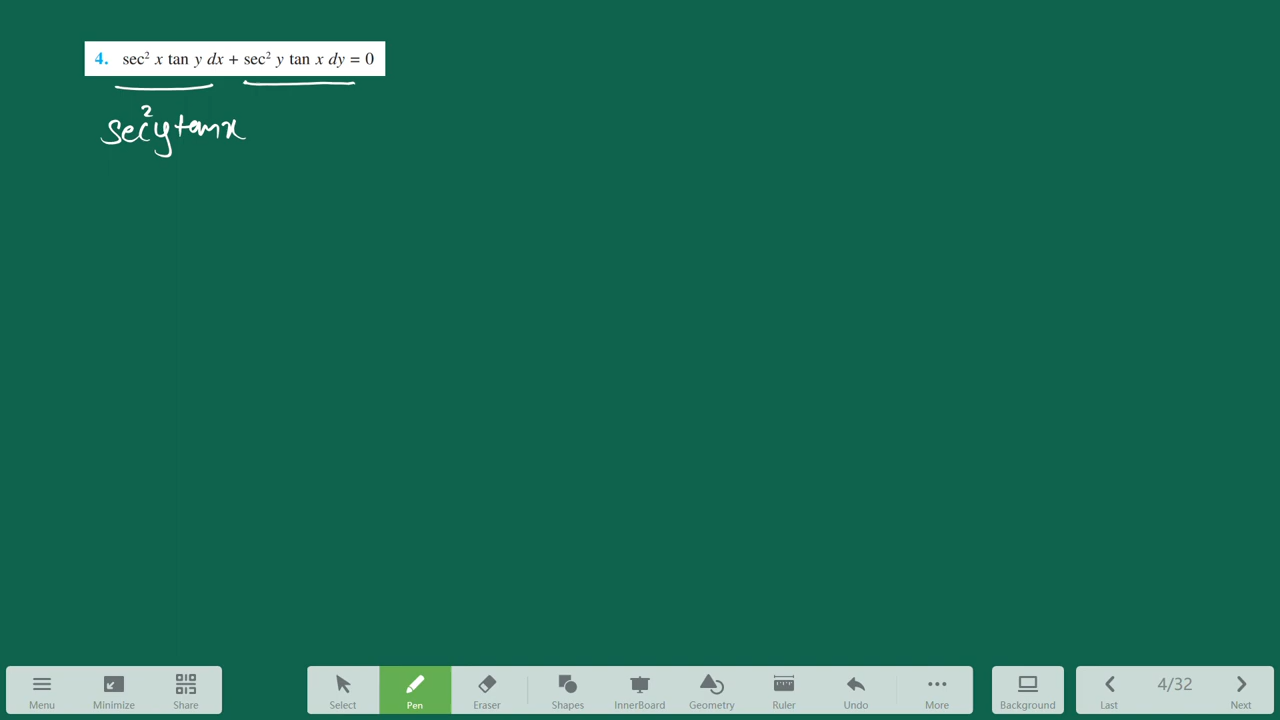 4. sec² x tan y dx + sec² y tan x dy = 0
sec²y tanx
Menu Minimize Share Select Pen Eraser Shapes InnerBoard Geometry Ruler Undo More Background Last 4/32 Next